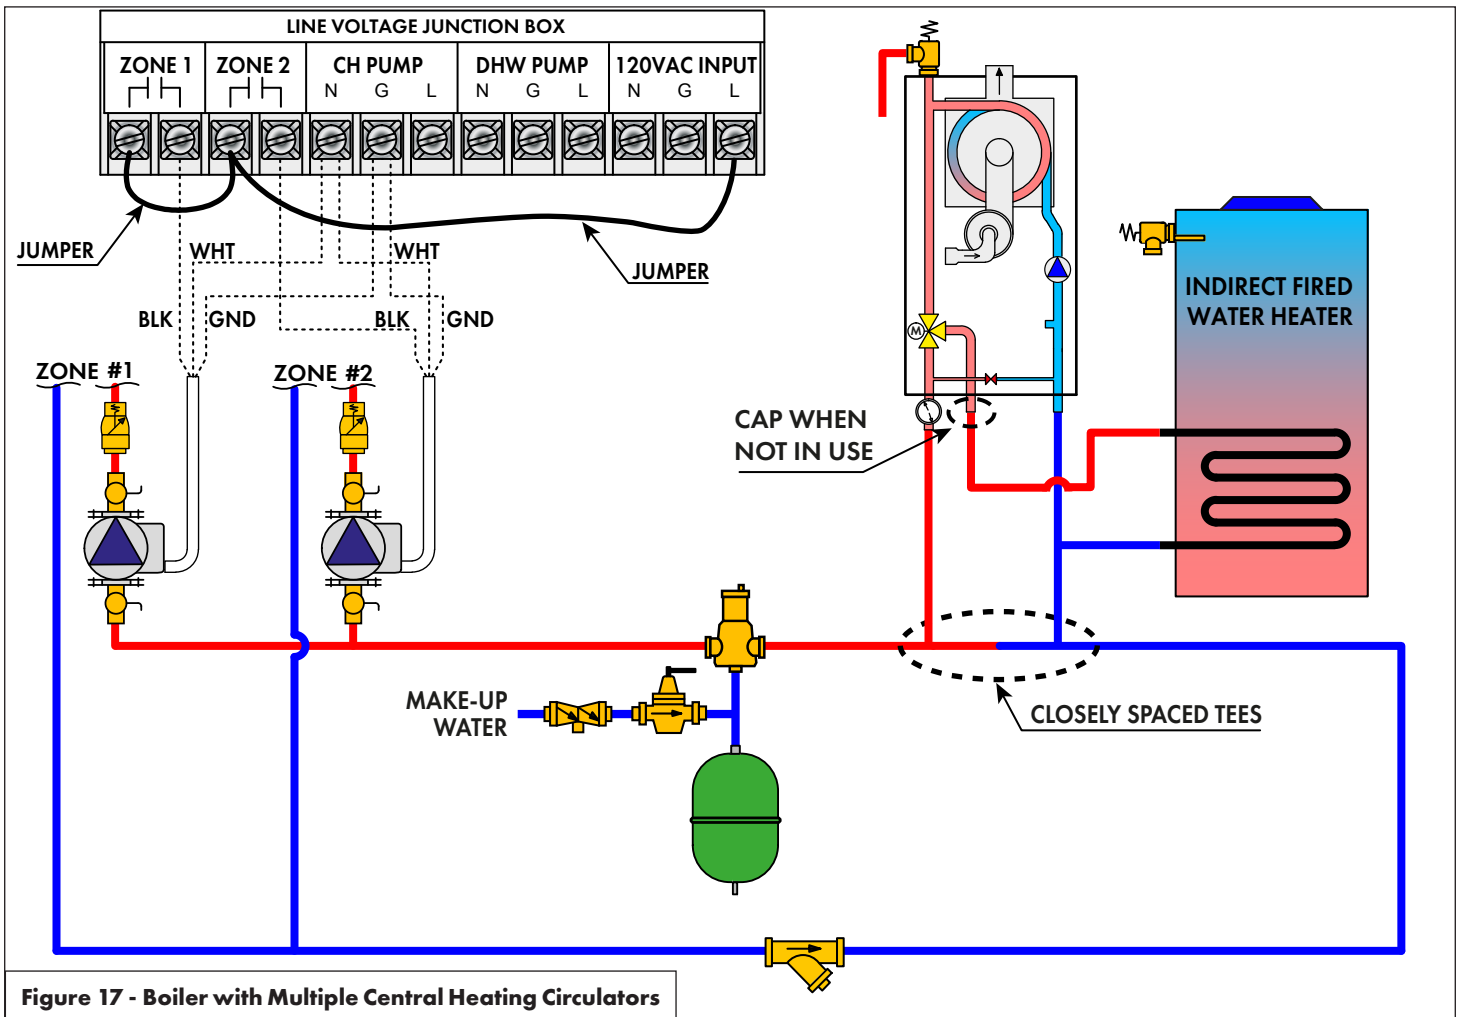 LINE VOLTAGE JUNCTION BOX
ZONE 1 ZONE 2 CH PUMP DHW PUMP 120VAC INPUT
N G L N G L N G L
JUMPER
WHT
WHT
JUMPER
BLK
GND
BLK
GND
ZONE #1
ZONE #2
M
INDIRECT FIRED
WATER HEATER
CAP WHEN
NOT IN USE
MAKE-UP
WATER
CLOSELY SPACED TEES
Figure 17 - Boiler with Multiple Central Heating Circulators